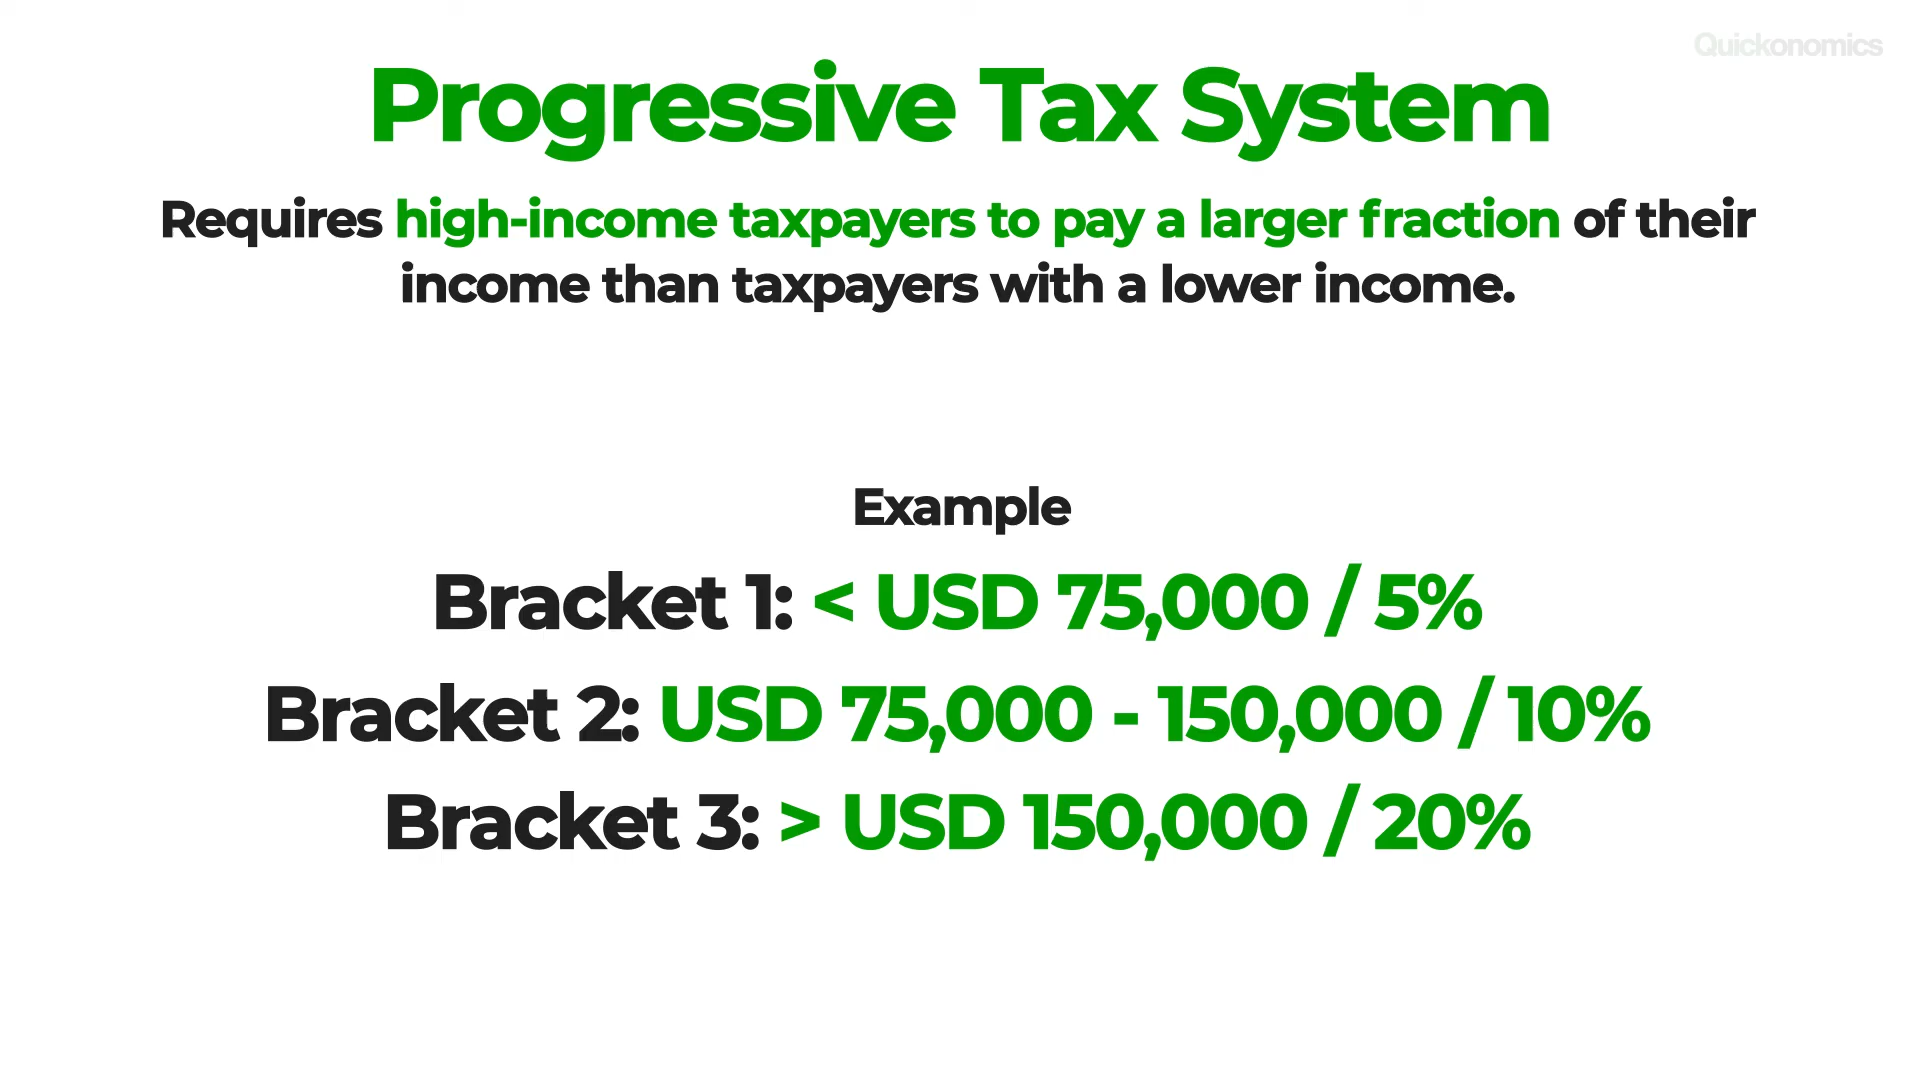 Quickonomics
Progressive Tax System
Requires high-income taxpayers to pay a larger fraction of their
income than taxpayers with a lower income.
Example
Bracket 1: < USD 75,000 / 5%
Bracket 2: USD 75,000 - 150,000 / 10%
Bracket 3: > USD 150,000 / 20%